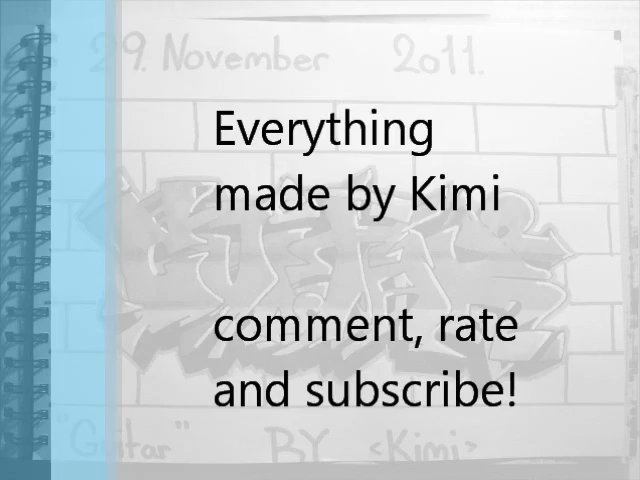 29. November 2011.
Everything
made by Kimi
comment, rate
and subscribe!
"Guitar" BY <Kimi>